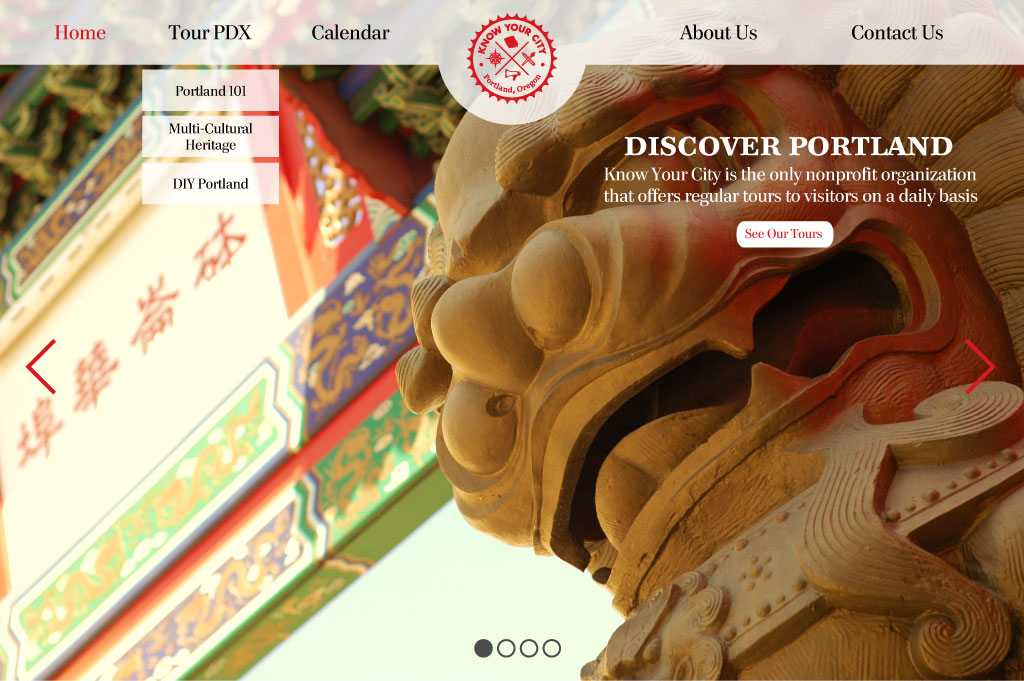 Home
Tour PDX
Calendar
KNOW YOUR CITY
Portland, Oregon
About Us
Contact Us
Portland 101
Multi-Cultural
Heritage
DIY Portland
DISCOVER PORTLAND
Know Your City is the only nonprofit organization
that offers regular tours to visitors on a daily basis
See Our Tours
砵崙華埠